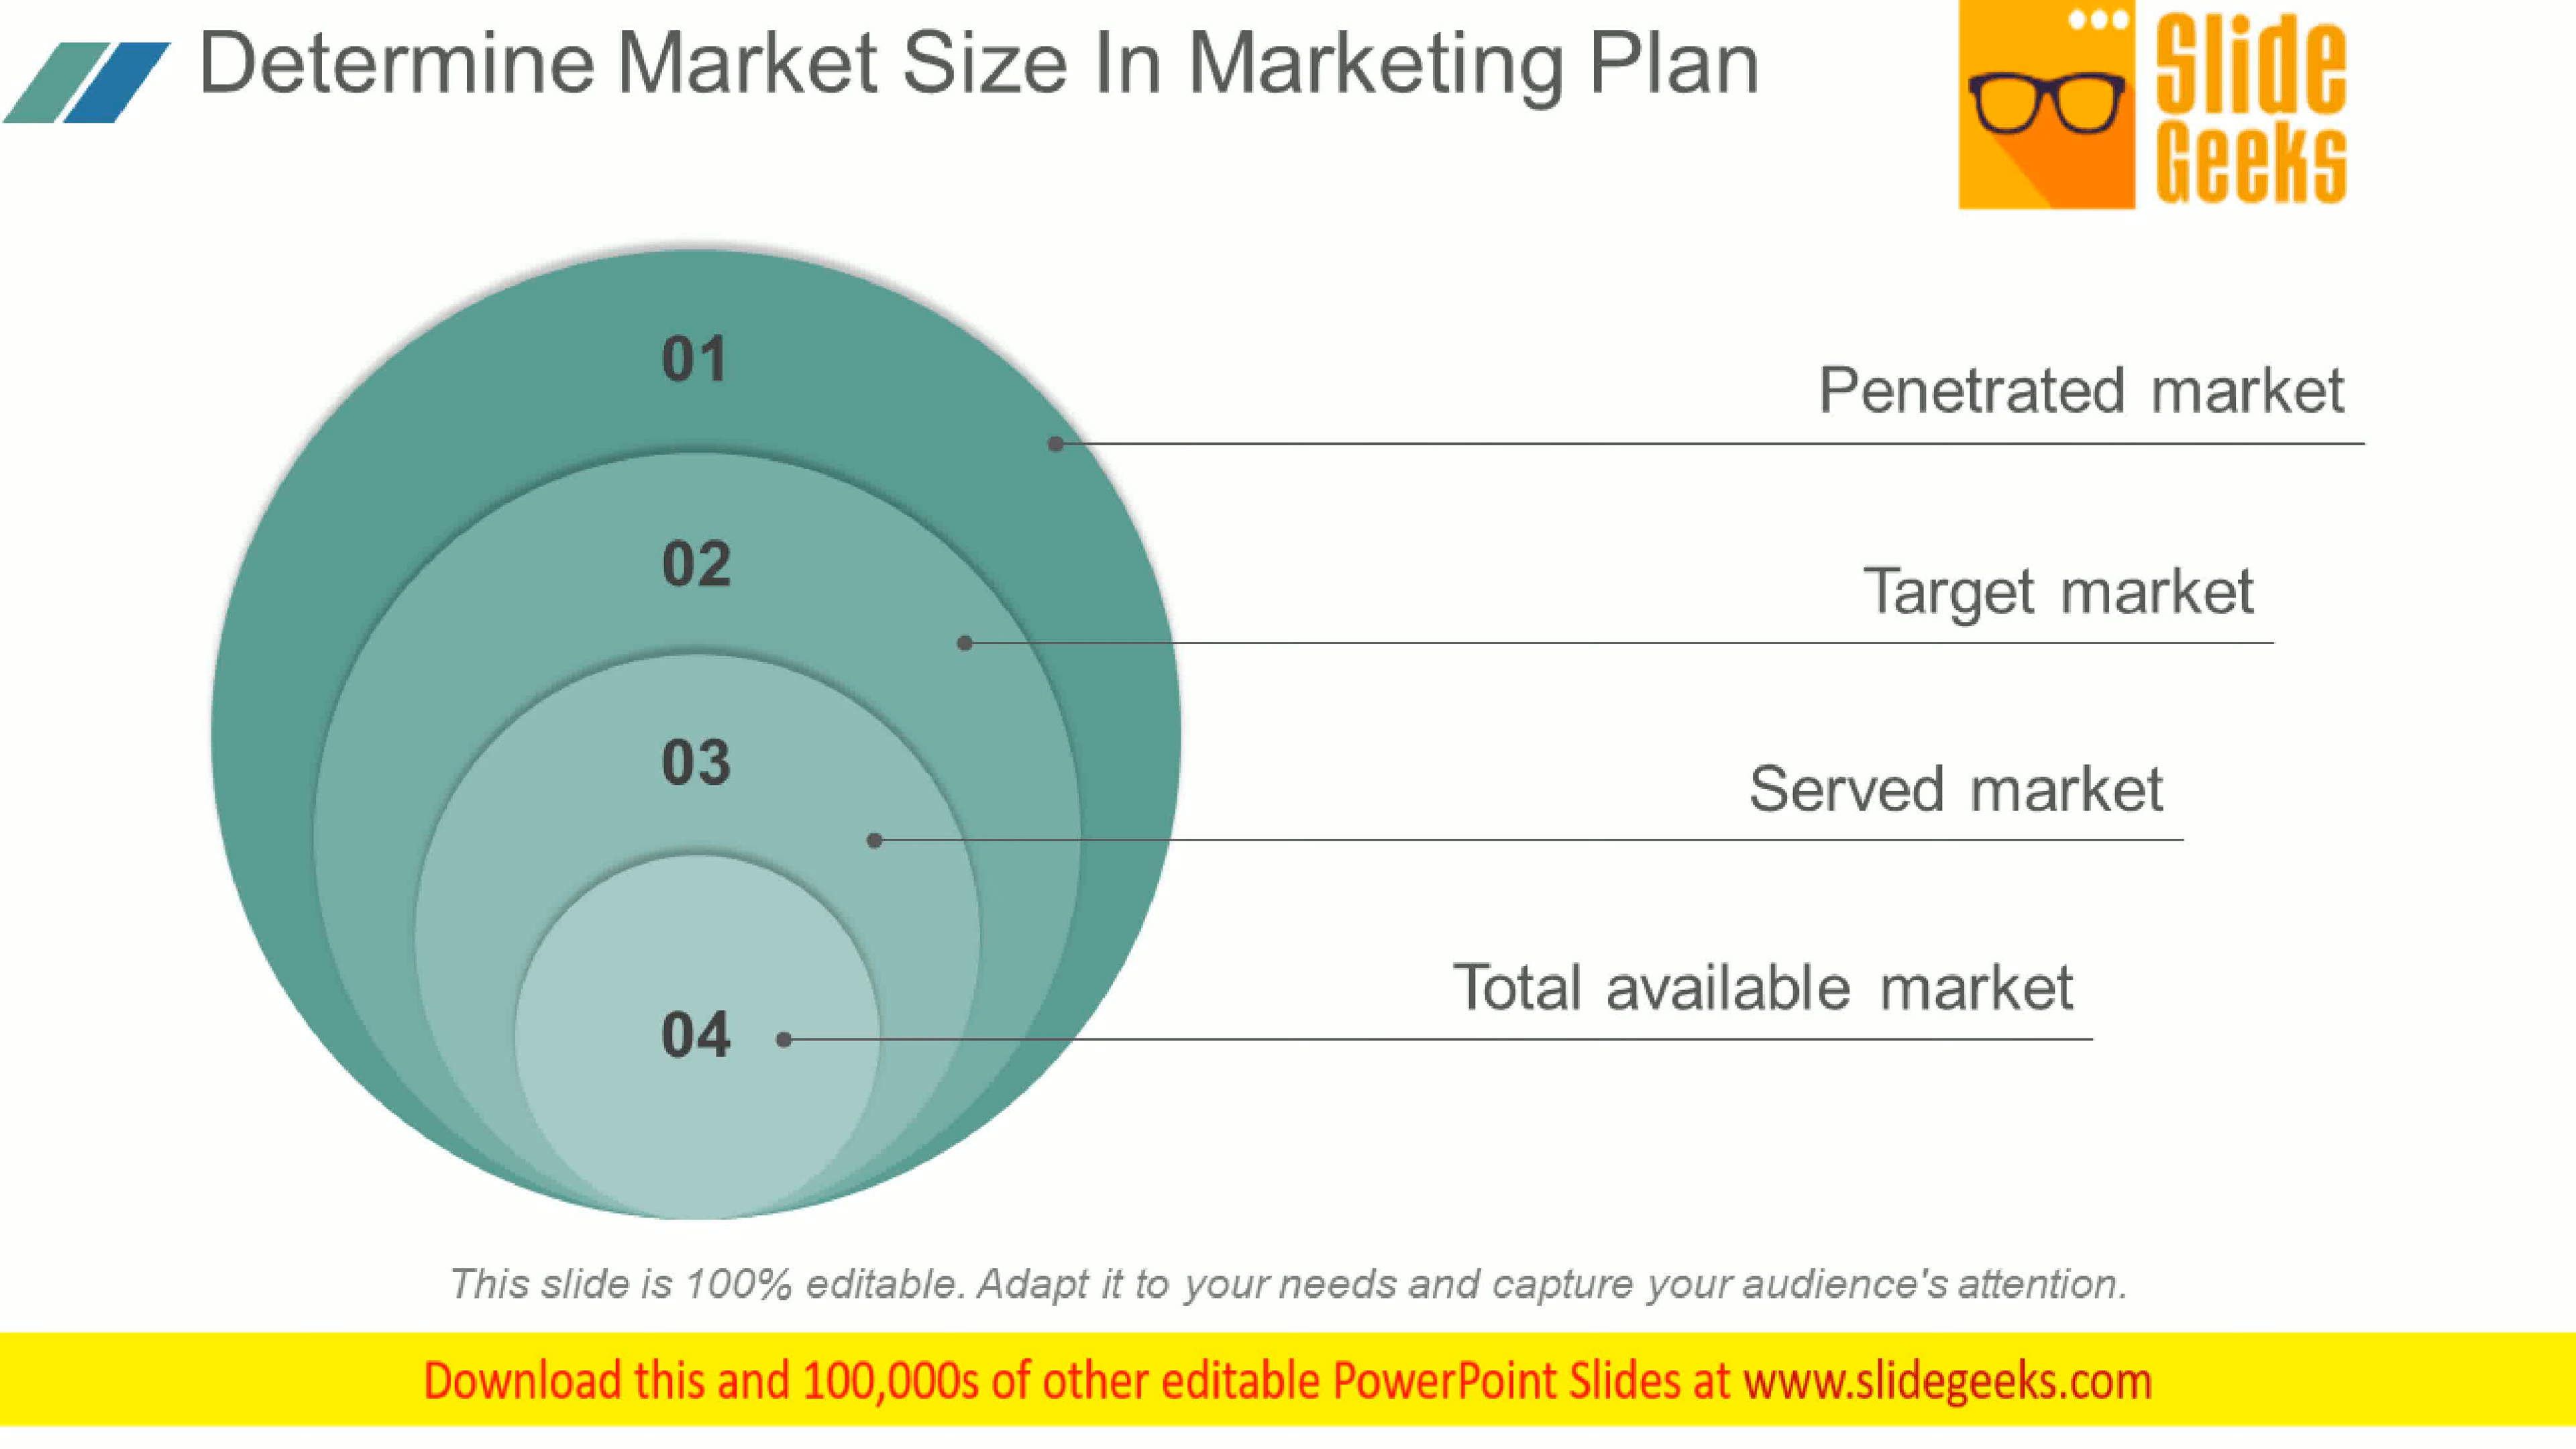 Determine Market Size In Marketing Plan
Slide
Geeks
01
Penetrated market
02
Target market
03
Served market
04
Total available market
This slide is 100% editable. Adapt it to your needs and capture your audience's attention.
Download this and 100,000s of other editable PowerPoint Slides at www.slidegeeks.com